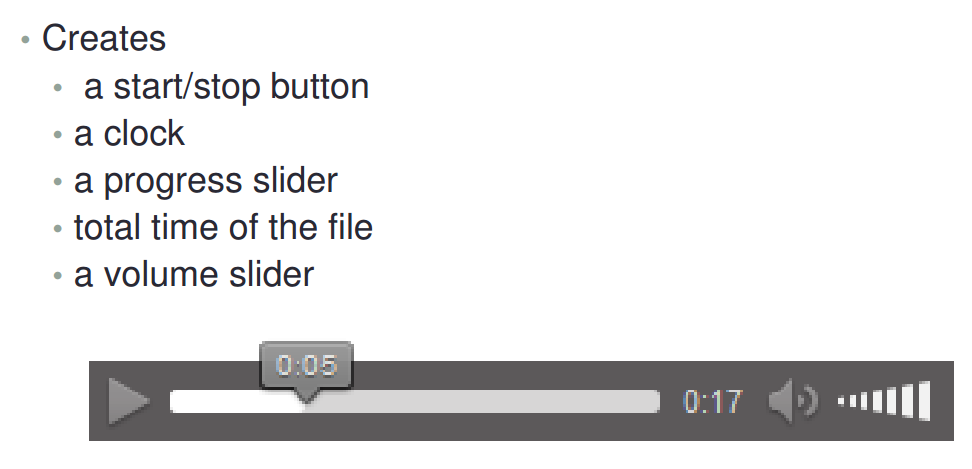 • Creates
• a start/stop button
• a clock
• a progress slider
• total time of the file
• a volume slider
0:05
0:17